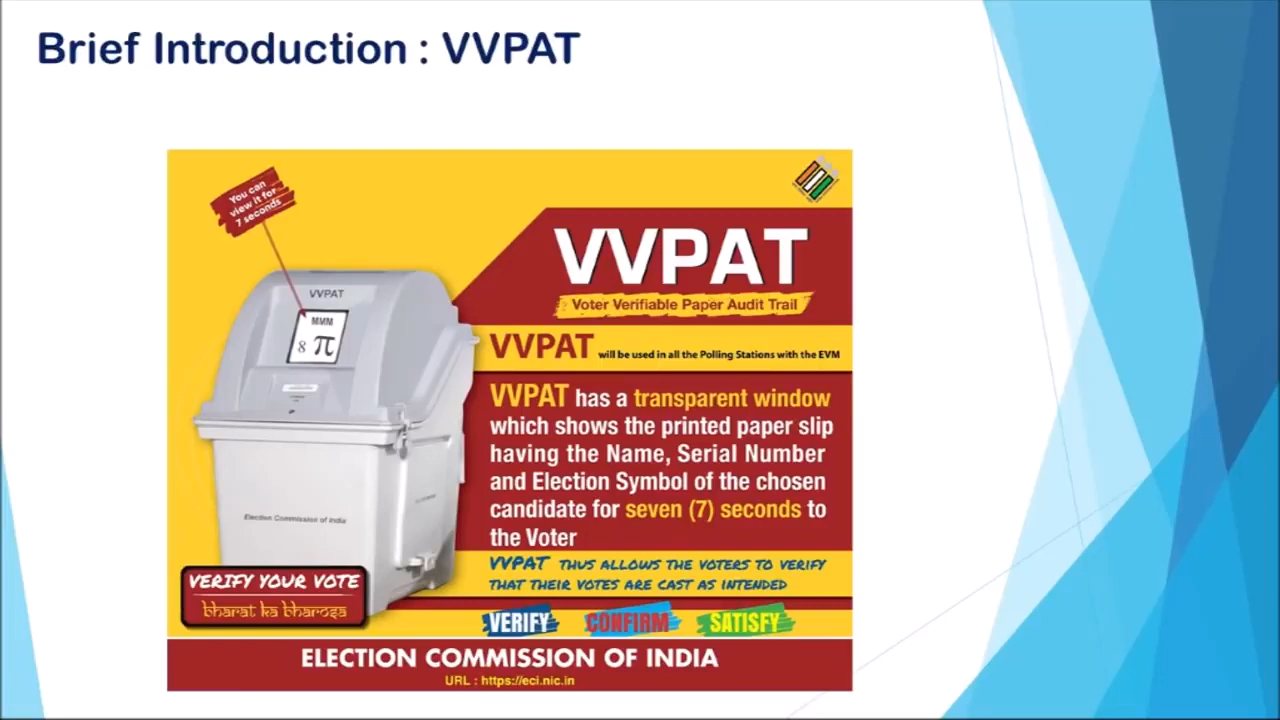 Brief Introduction : VVPAT
You can
view it for
7 seconds
VVPAT
MMM
8 π
Election Commission of India
VERIFY YOUR VOTE
bharat ka bharosa
VVPAT
Voter Verifiable Paper Audit Trail
VVPAT will be used in all the Polling Stations with the EVM
VVPAT has a transparent window
which shows the printed paper slip
having the Name, Serial Number
and Election Symbol of the chosen
candidate for seven (7) seconds to
the Voter
VVPAT THUS ALLOWS THE VOTERS TO VERIFY
THAT THEIR VOTES ARE CAST AS INTENDED
VERIFY CONFIRM SATISFY
ELECTION COMMISSION OF INDIA
URL : https://eci.nic.in